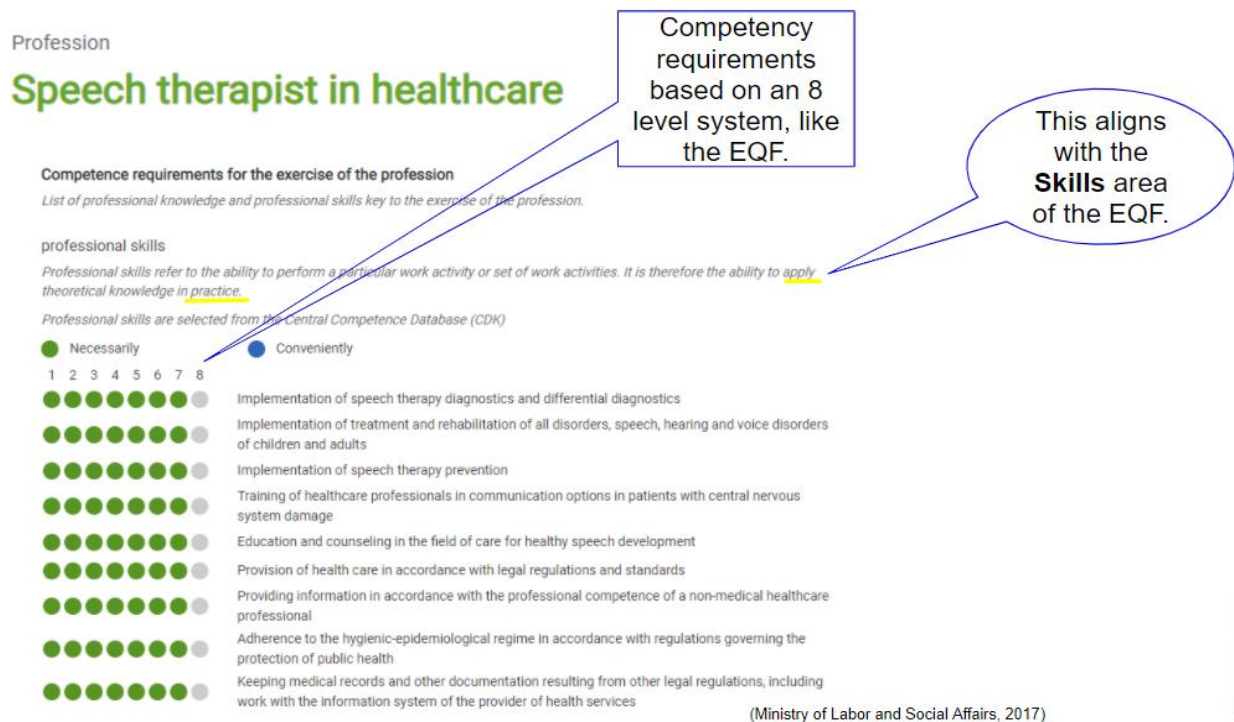 Profession
Speech therapist in healthcare
Competency
requirements
based on an 8
level system, like
the EQF.
This aligns
with the
Skills area
of the EQF.
Competence requirements for the exercise of the profession
List of professional knowledge and professional skills key to the exercise of the profession.
professional skills
Professional skills refer to the ability to perform a particular work activity or set of work activities. It is therefore the ability to apply
theoretical knowledge in practice.
Professional skills are selected from the Central Competence Database (CDK)
Necessarily Conveniently
1 2 3 4 5 6 7 8
Implementation of speech therapy diagnostics and differential diagnostics
Implementation of treatment and rehabilitation of all disorders, speech, hearing and voice disorders
of children and adults
Implementation of speech therapy prevention
Training of healthcare professionals in communication options in patients with central nervous
system damage
Education and counseling in the field of care for healthy speech development
Provision of health care in accordance with legal regulations and standards
Providing information in accordance with the professional competence of a non-medical healthcare
professional
Adherence to the hygienic-epidemiological regime in accordance with regulations governing the
protection of public health
Keeping medical records and other documentation resulting from other legal regulations, including
work with the information system of the provider of health services
(Ministry of Labor and Social Affairs, 2017)